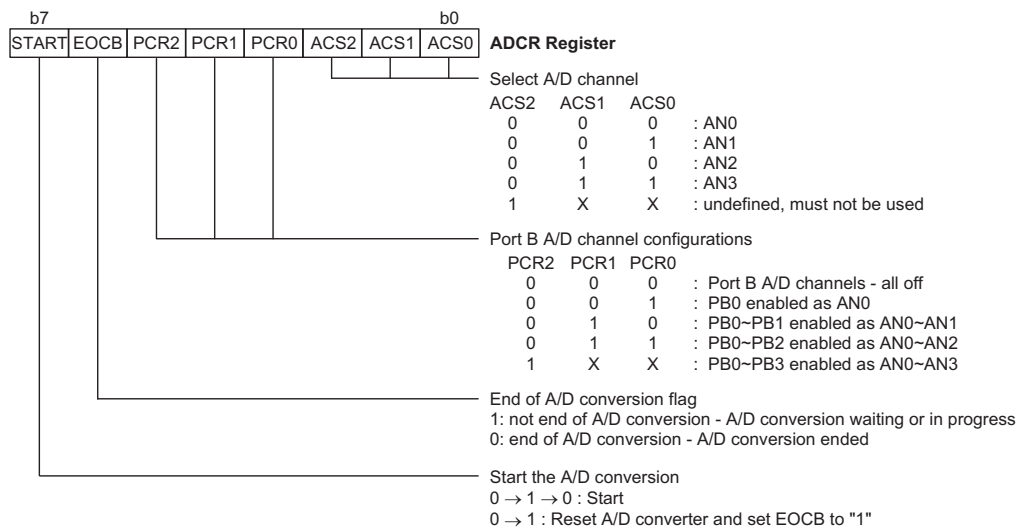 b7 b0
START EOCB PCR2 PCR1 PCR0 ACS2 ACS1 ACS0 ADCR Register
Select A/D channel
ACS2 ACS1 ACS0
0 0 0 : AN0
0 0 1 : AN1
0 1 0 : AN2
0 1 1 : AN3
1 X X : undefined, must not be used
Port B A/D channel configurations
PCR2 PCR1 PCR0
0 0 0 : Port B A/D channels - all off
0 0 1 : PB0 enabled as AN0
0 1 0 : PB0~PB1 enabled as AN0~AN1
0 1 1 : PB0~PB2 enabled as AN0~AN2
1 X X : PB0~PB3 enabled as AN0~AN3
End of A/D conversion flag
1: not end of A/D conversion - A/D conversion waiting or in progress
0: end of A/D conversion - A/D conversion ended
Start the A/D conversion
0 → 1 → 0 : Start
0 → 1 : Reset A/D converter and set EOCB to "1"